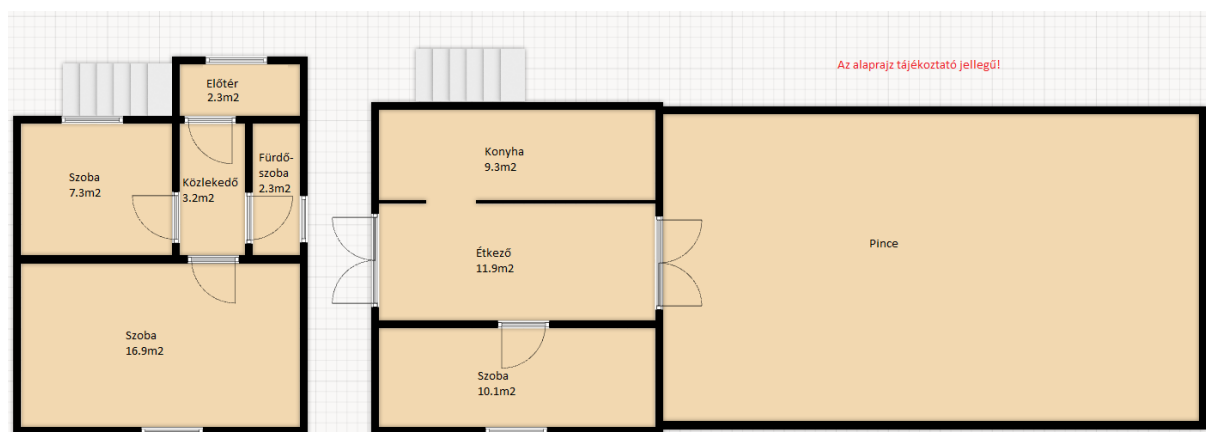 Az alaprajz tájékoztató jellegű!
Előtér
2.3m2
Szoba
7.3m2
Közlekedő
3.2m2
Fürdő-
szoba
2.3m2
Szoba
16.9m2
Konyha
9.3m2
Étkező
11.9m2
Szoba
10.1m2
Pince